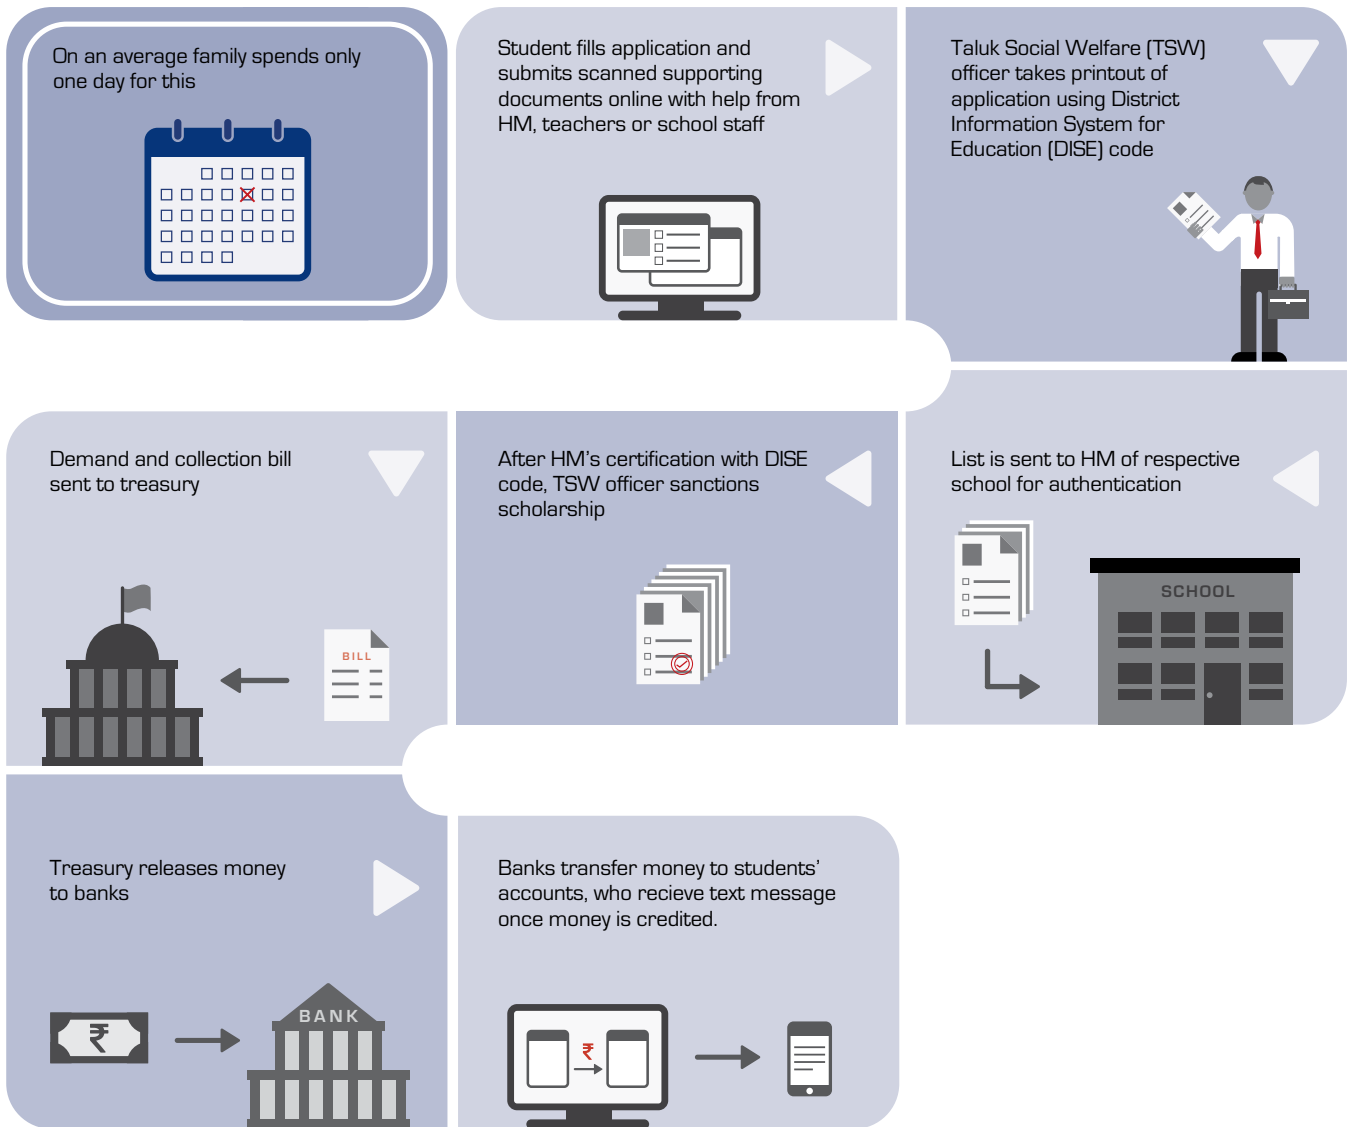 On an average family spends only
one day for this
Student fills application and
submits scanned supporting
documents online with help from
HM, teachers or school staff
Taluk Social Welfare (TSW)
officer takes printout of
application using District
Information System for
Education (DISE) code
List is sent to HM of respective
school for authentication
SCHOOL
After HM's certification with DISE
code, TSW officer sanctions
scholarship
Demand and collection bill
sent to treasury
BILL
Treasury releases money
to banks
₹
BANK
Banks transfer money to students'
accounts, who recieve text message
once money is credited.
₹